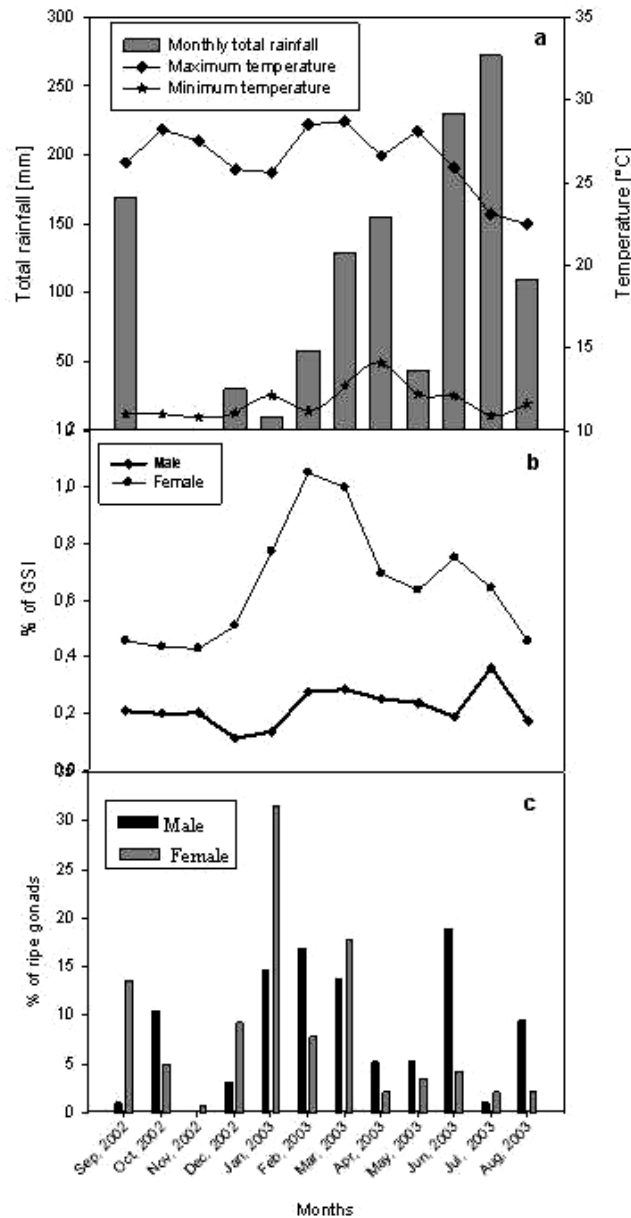 a
Monthly total rainfall
Maximum temperature
Minimum temperature
Total rainfall [mm]
300
250
200
150
100
50
Temperature [°C]
35
30
25
20
15
10
b
Male
Female
% of GSI
1,0
0,8
0,6
0,4
0,2
c
Male
Female
% of ripe gonads
30
25
20
15
10
5
0
Sep, 2002
Oct, 2002
Nov, 2002
Dec, 2002
Jan, 2003
Feb, 2003
Mar, 2003
Apr, 2003
May, 2003
Jun, 2003
Jul, 2003
Aug, 2003
Months